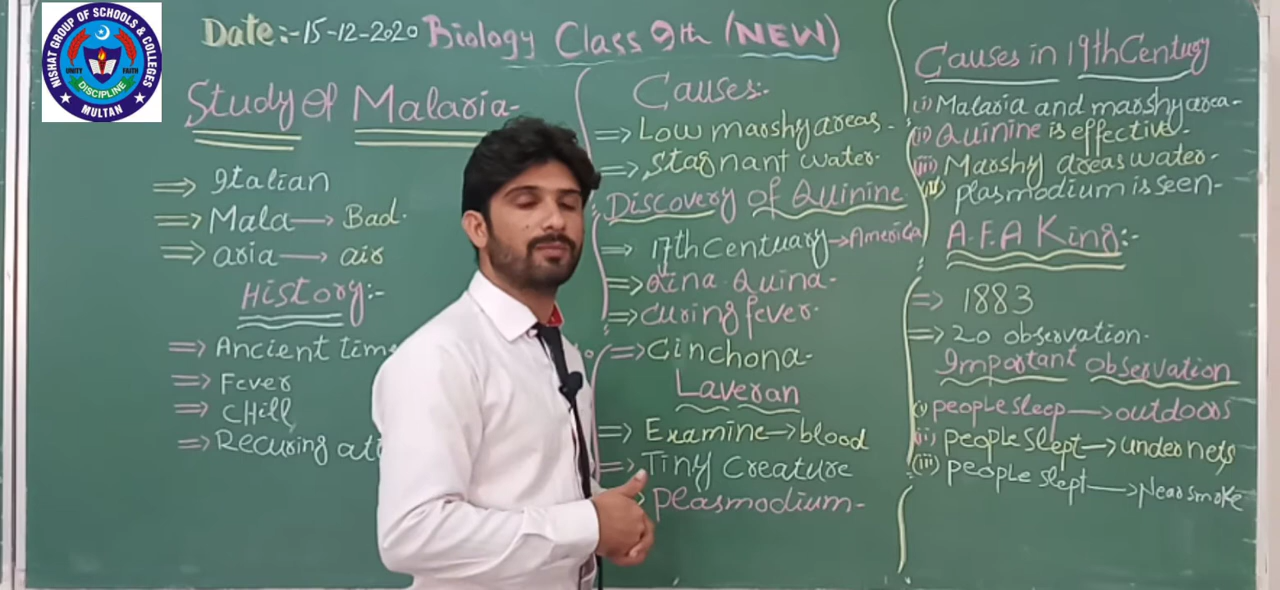 NISHAT GROUP OF SCHOOLS & COLLEGES
UNITY FAITH
DISCIPLINE
MULTAN
Date:-15-12-2020 Biology Class 9th (NEW)
Study of Malaria-
=> Italian
=> Mala -> Bad.
=> aria -> air
History:-
=> Ancient time
=> Fever
=> CHill
=> Recuring
Causes:-
=> Low marshy areas.
=> Stagnant water.
Discovery of Quinine.
=> 17th Centuary -> America
=> Qina Quina-
=> curing fever.
=> Cinchona-
Laveran
=> Examine -> blood
=> Tiny Creature
Plasmodium-
Causes in 19th Century
(i) Malaria and marshy area-
(ii) Quinine is effective-
(iii) Marshy areas water.
(iv) plasmodium is seen-
A.F.A King:-
=> 1883
=> 20 observation.
Important observation
(i) people sleep -> outdoors
(ii) people slept -> under nets
(iii) people slept -> Near smoke